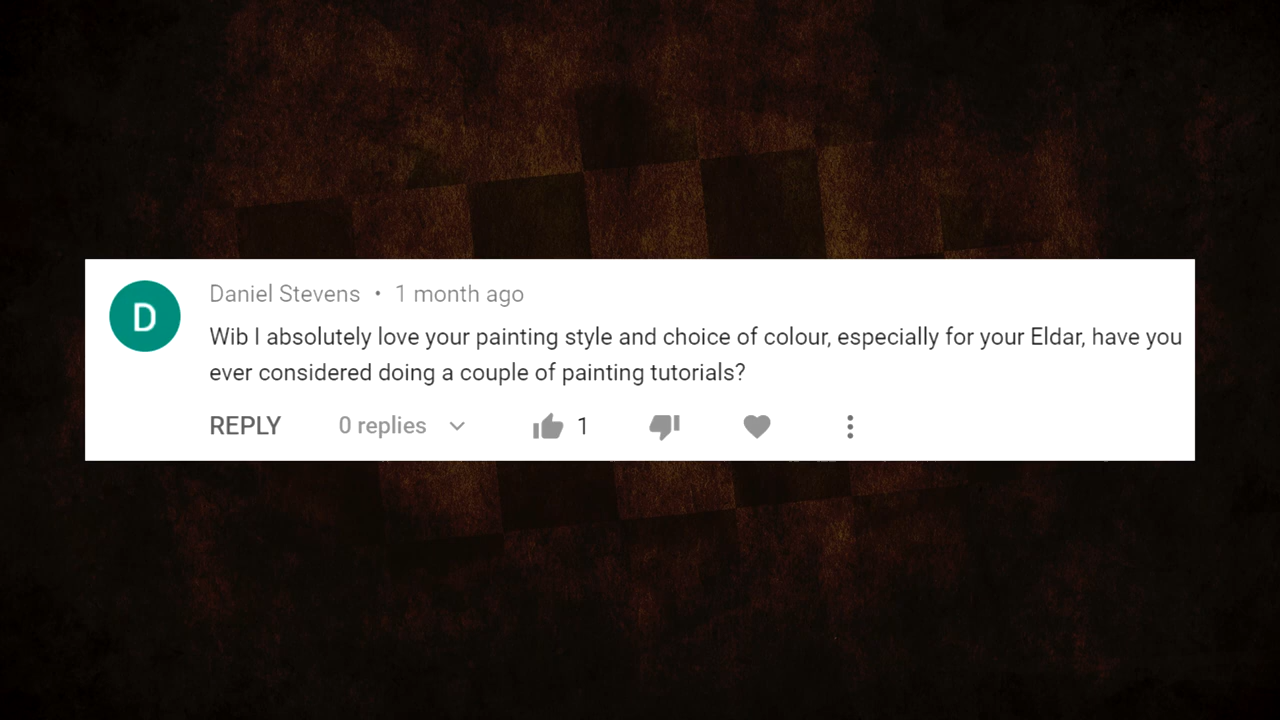 D
Daniel Stevens • 1 month ago
Wib I absolutely love your painting style and choice of colour, especially for your Eldar, have you
ever considered doing a couple of painting tutorials?
REPLY 0 replies 1